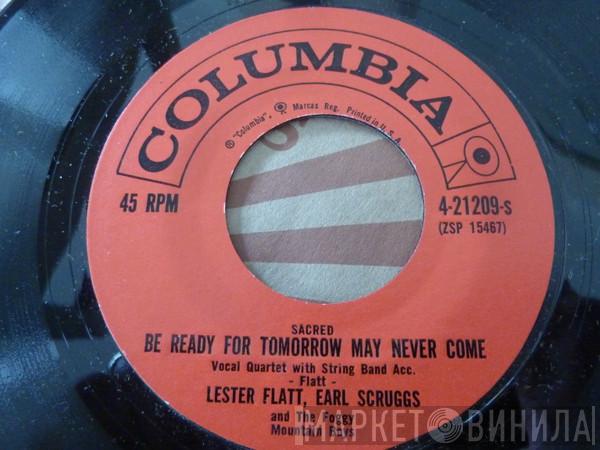 COLUMBIA
® "Columbia", Marcas Reg. Printed in U. S. A.
45 RPM
4-21209-s
(ZSP 15467)
SACRED
BE READY FOR TOMORROW MAY NEVER COME
Vocal Quartet with String Band Acc.
- Flatt -
LESTER FLATT, EARL SCRUGGS
and The Foggy
Mountain Boys
МАРКЕТ ВИНИЛА